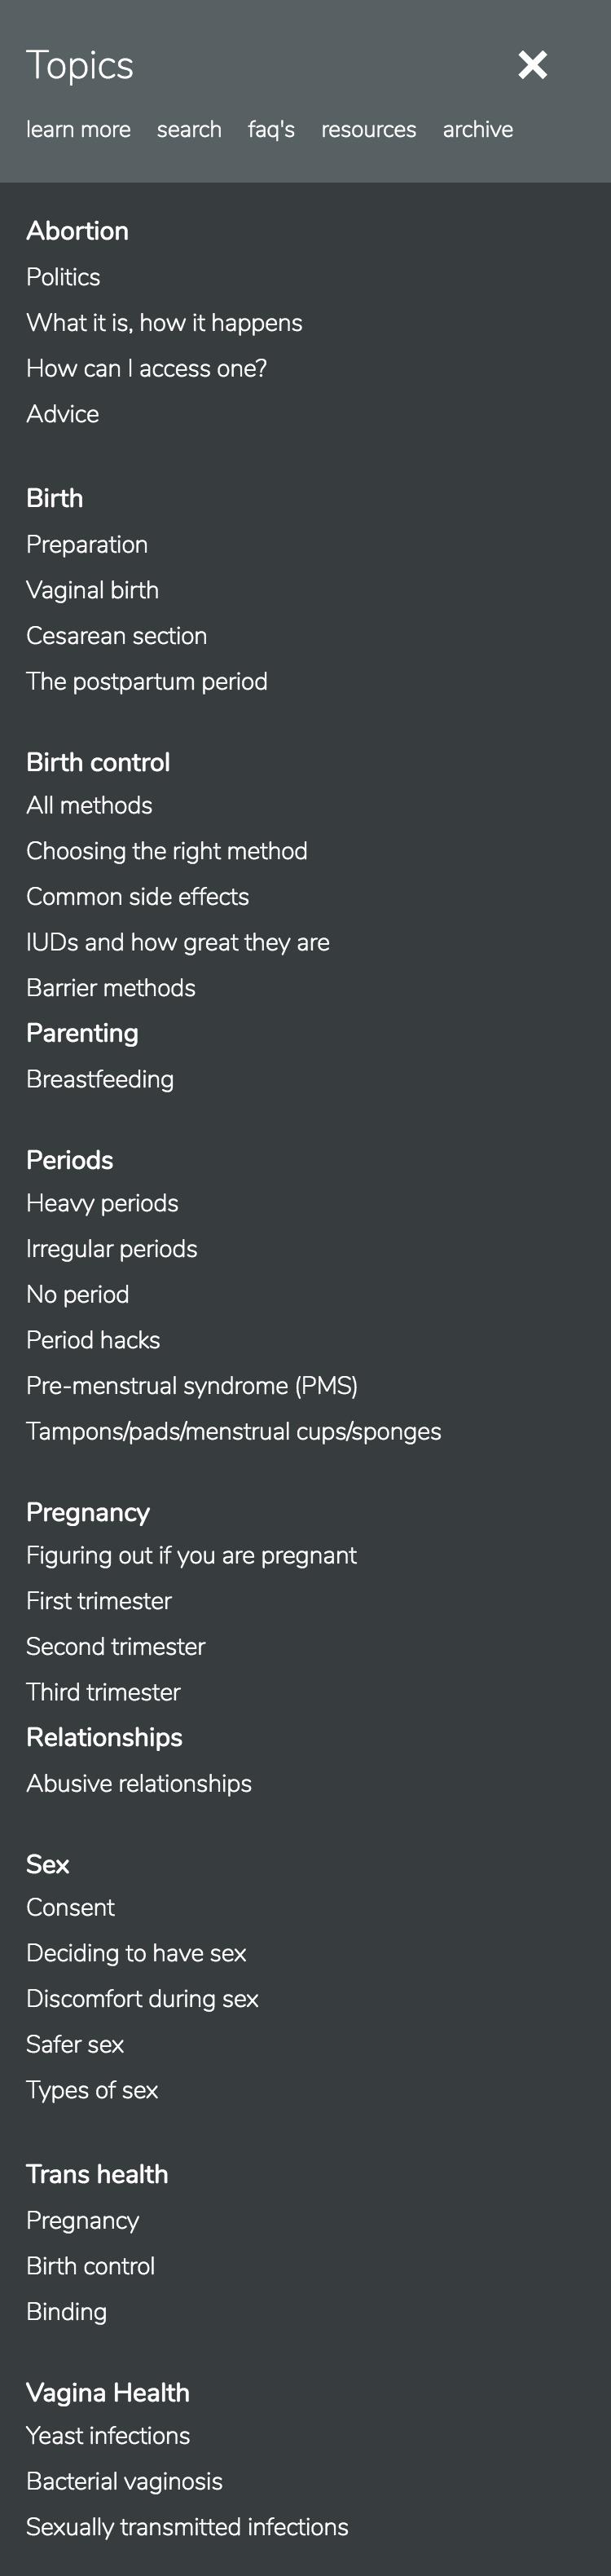 Topics
learn more search faq's resources archive
Abortion
Politics
What it is, how it happens
How can I access one?
Advice
Birth
Preparation
Vaginal birth
Cesarean section
The postpartum period
Birth control
All methods
Choosing the right method
Common side effects
IUDs and how great they are
Barrier methods
Parenting
Breastfeeding
Periods
Heavy periods
Irregular periods
No period
Period hacks
Pre-menstrual syndrome (PMS)
Tampons/pads/menstrual cups/sponges
Pregnancy
Figuring out if you are pregnant
First trimester
Second trimester
Third trimester
Relationships
Abusive relationships
Sex
Consent
Deciding to have sex
Discomfort during sex
Safer sex
Types of sex
Trans health
Pregnancy
Birth control
Binding
Vagina Health
Yeast infections
Bacterial vaginosis
Sexually transmitted infections